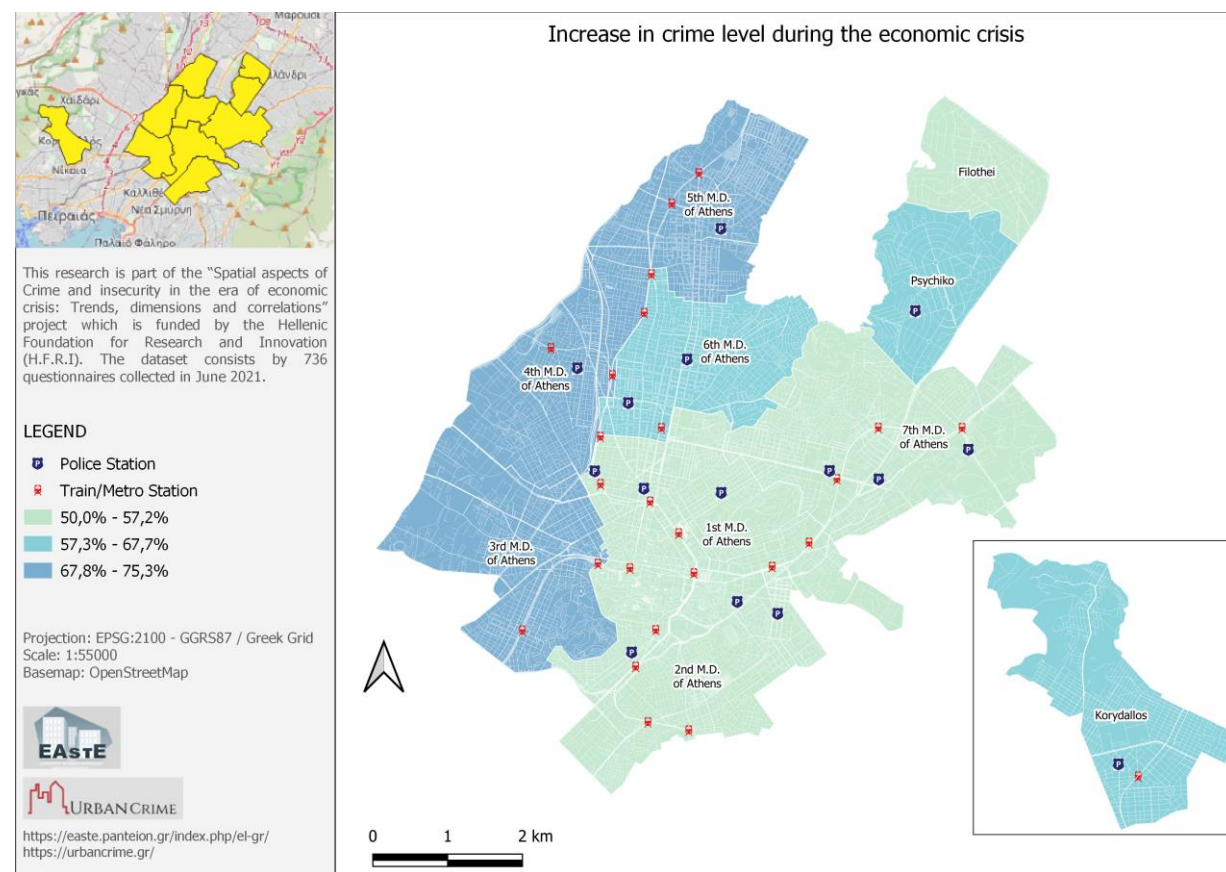 Μαρούσι
Χαϊδάρι
Νίκαια
Πειραιάς
Νέα Σμύρνη
Παλαιό Φάληρο
Increase in crime level during the economic crisis
This research is part of the “Spatial aspects of
Crime and insecurity in the era of economic
crisis: Trends, dimensions and correlations”
project which is funded by the Hellenic
Foundation for Research and Innovation
(H.F.R.I). The dataset consists by 736
questionnaires collected in June 2021.
LEGEND
Police Station
Train/Metro Station
50,0% - 57,2%
57,3% - 67,7%
67,8% - 75,3%
Projection: EPSG:2100 - GGRS87 / Greek Grid
Scale: 1:55000
Basemap: OpenStreetMap
EASTE
URBANCRIME
https://easte.panteion.gr/index.php/el-gr/
https://urbancrime.gr/
Filothei
5th M.D.
of Athens
Psychiko
6th M.D.
of Athens
4th M.D.
of Athens
7th M.D.
of Athens
1st M.D.
of Athens
3rd M.D.
of Athens
2nd M.D.
of Athens
Korydallos
0 1 2 km